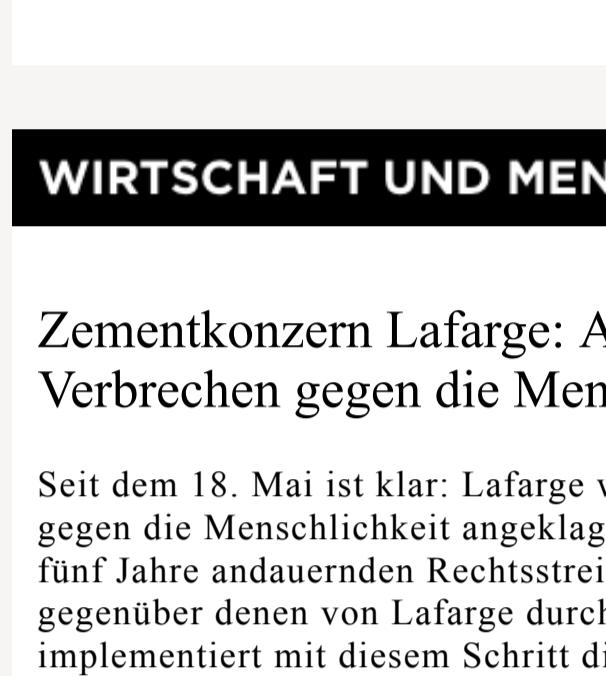 WIRTSCHAFT UND MEN
Zementkonzern Lafarge: A
Verbrechen gegen die Men
Seit dem 18. Mai ist klar: Lafarge
gegen die Menschlichkeit angeklag
fünf Jahre andauernden Rechtsstrei
gegenüber denen von Lafarge durch
implementiert mit diesem Schritt di